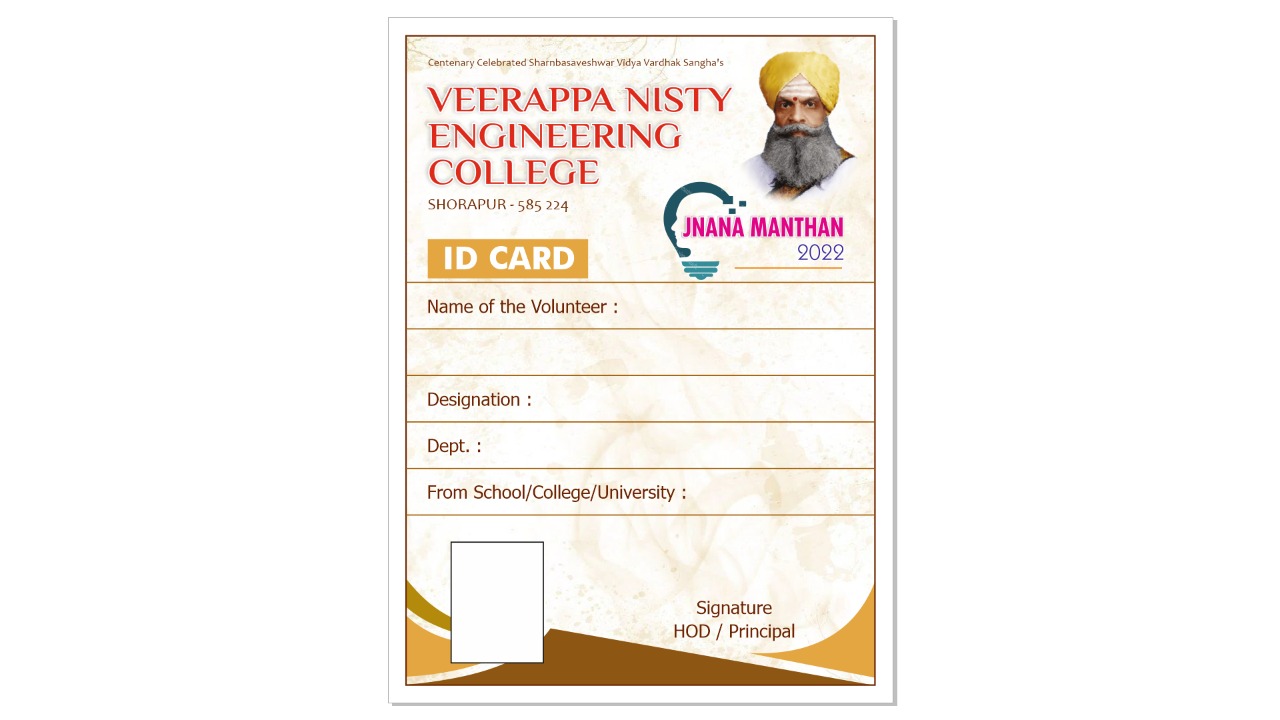 Centenary Celebrated Sharnbasaveshwar Vidya Vardhak Sangha's
VEERAPPA NISTY
ENGINEERING
COLLEGE
SHORAPUR - 585 224
JNANA MANTHAN
2022
ID CARD
Name of the Volunteer :
Designation :
Dept. :
From School/College/University :
Signature
HOD / Principal